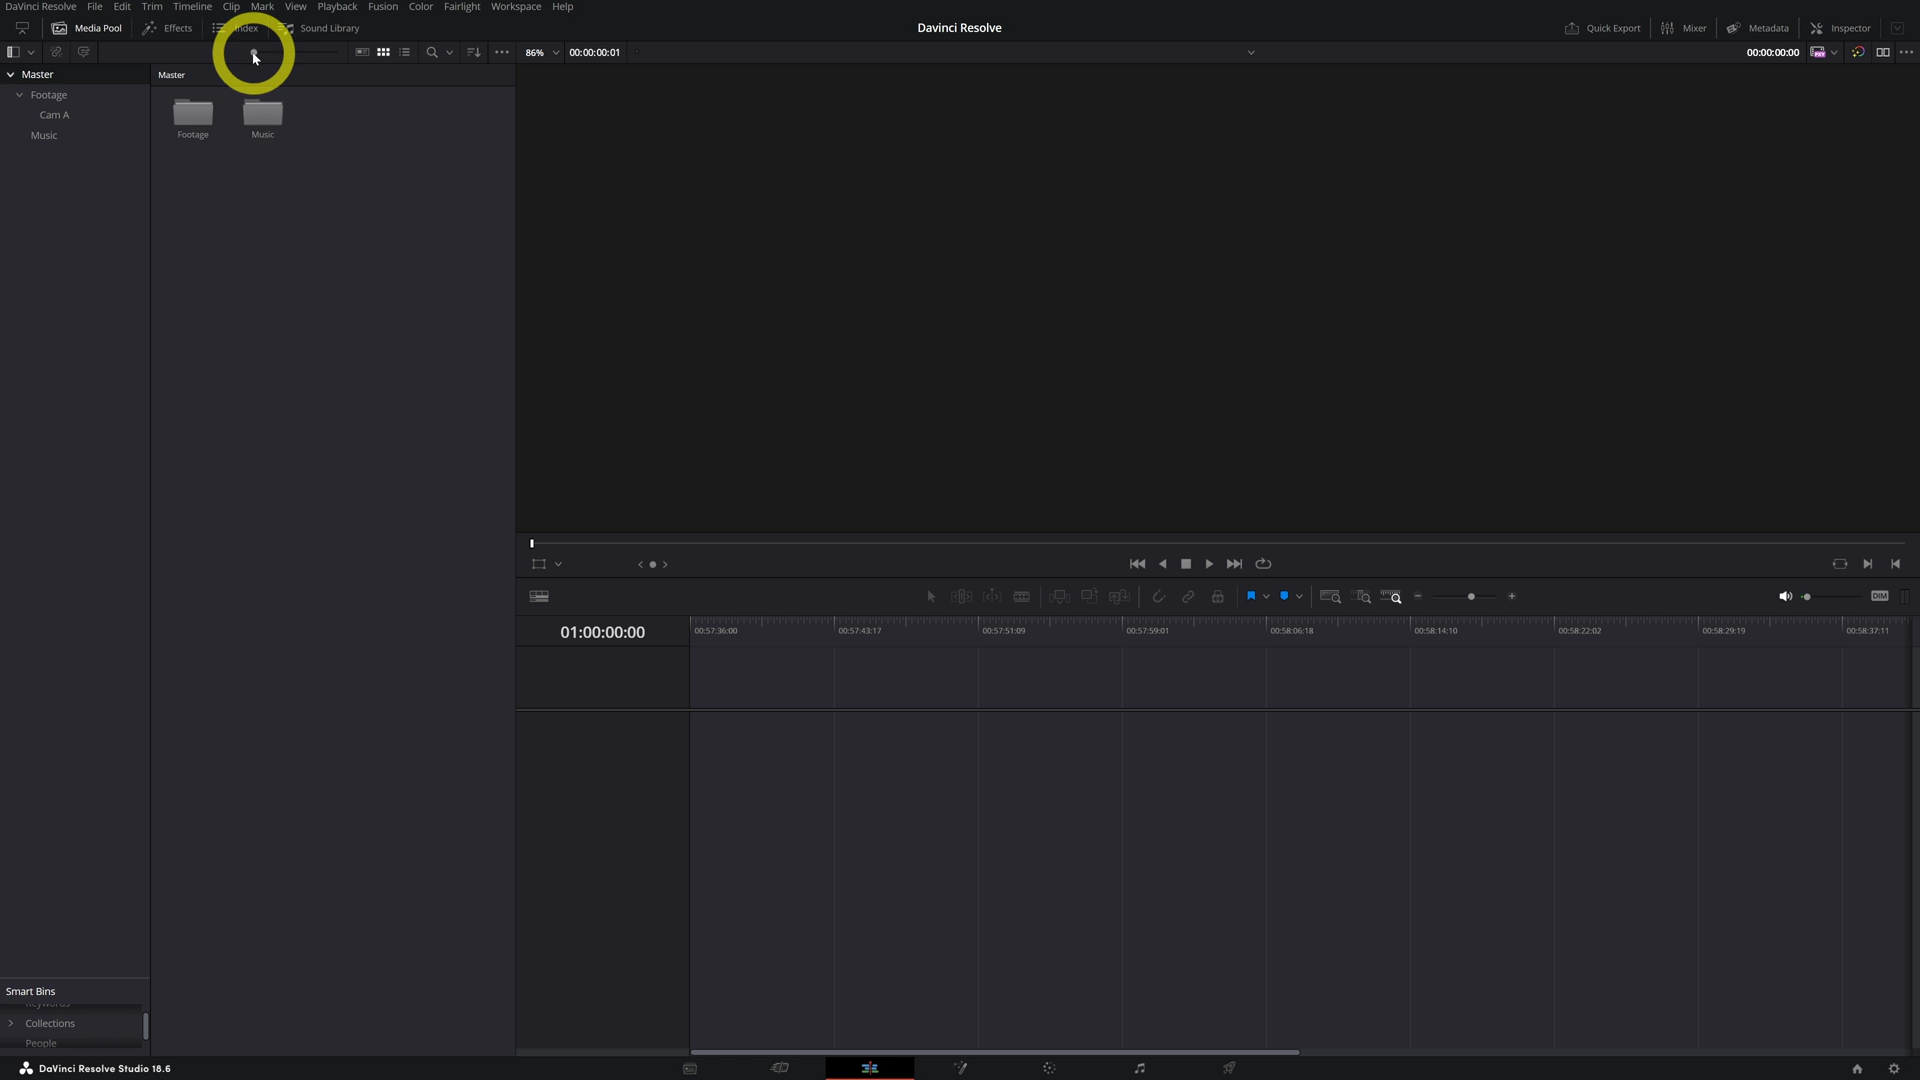 DaVinci Resolve File Edit Trim Timeline Clip Mark View Playback Fusion Color Fairlight Workspace Help
Media Pool Effects Index Sound Library Davinci Resolve Quick Export Mixer Metadata Inspector
86% 00:00:00:01 00:00:00:00
Master
Footage
Cam A
Music
Master
Footage Music
01:00:00:00
00:57:36:00 00:57:43:17 00:57:51:09 00:57:59:01 00:58:06:18 00:58:14:10 00:58:22:02 00:58:29:19 00:58:37:11
DIM
Smart Bins
Keywords
Collections
People
DaVinci Resolve Studio 18.6